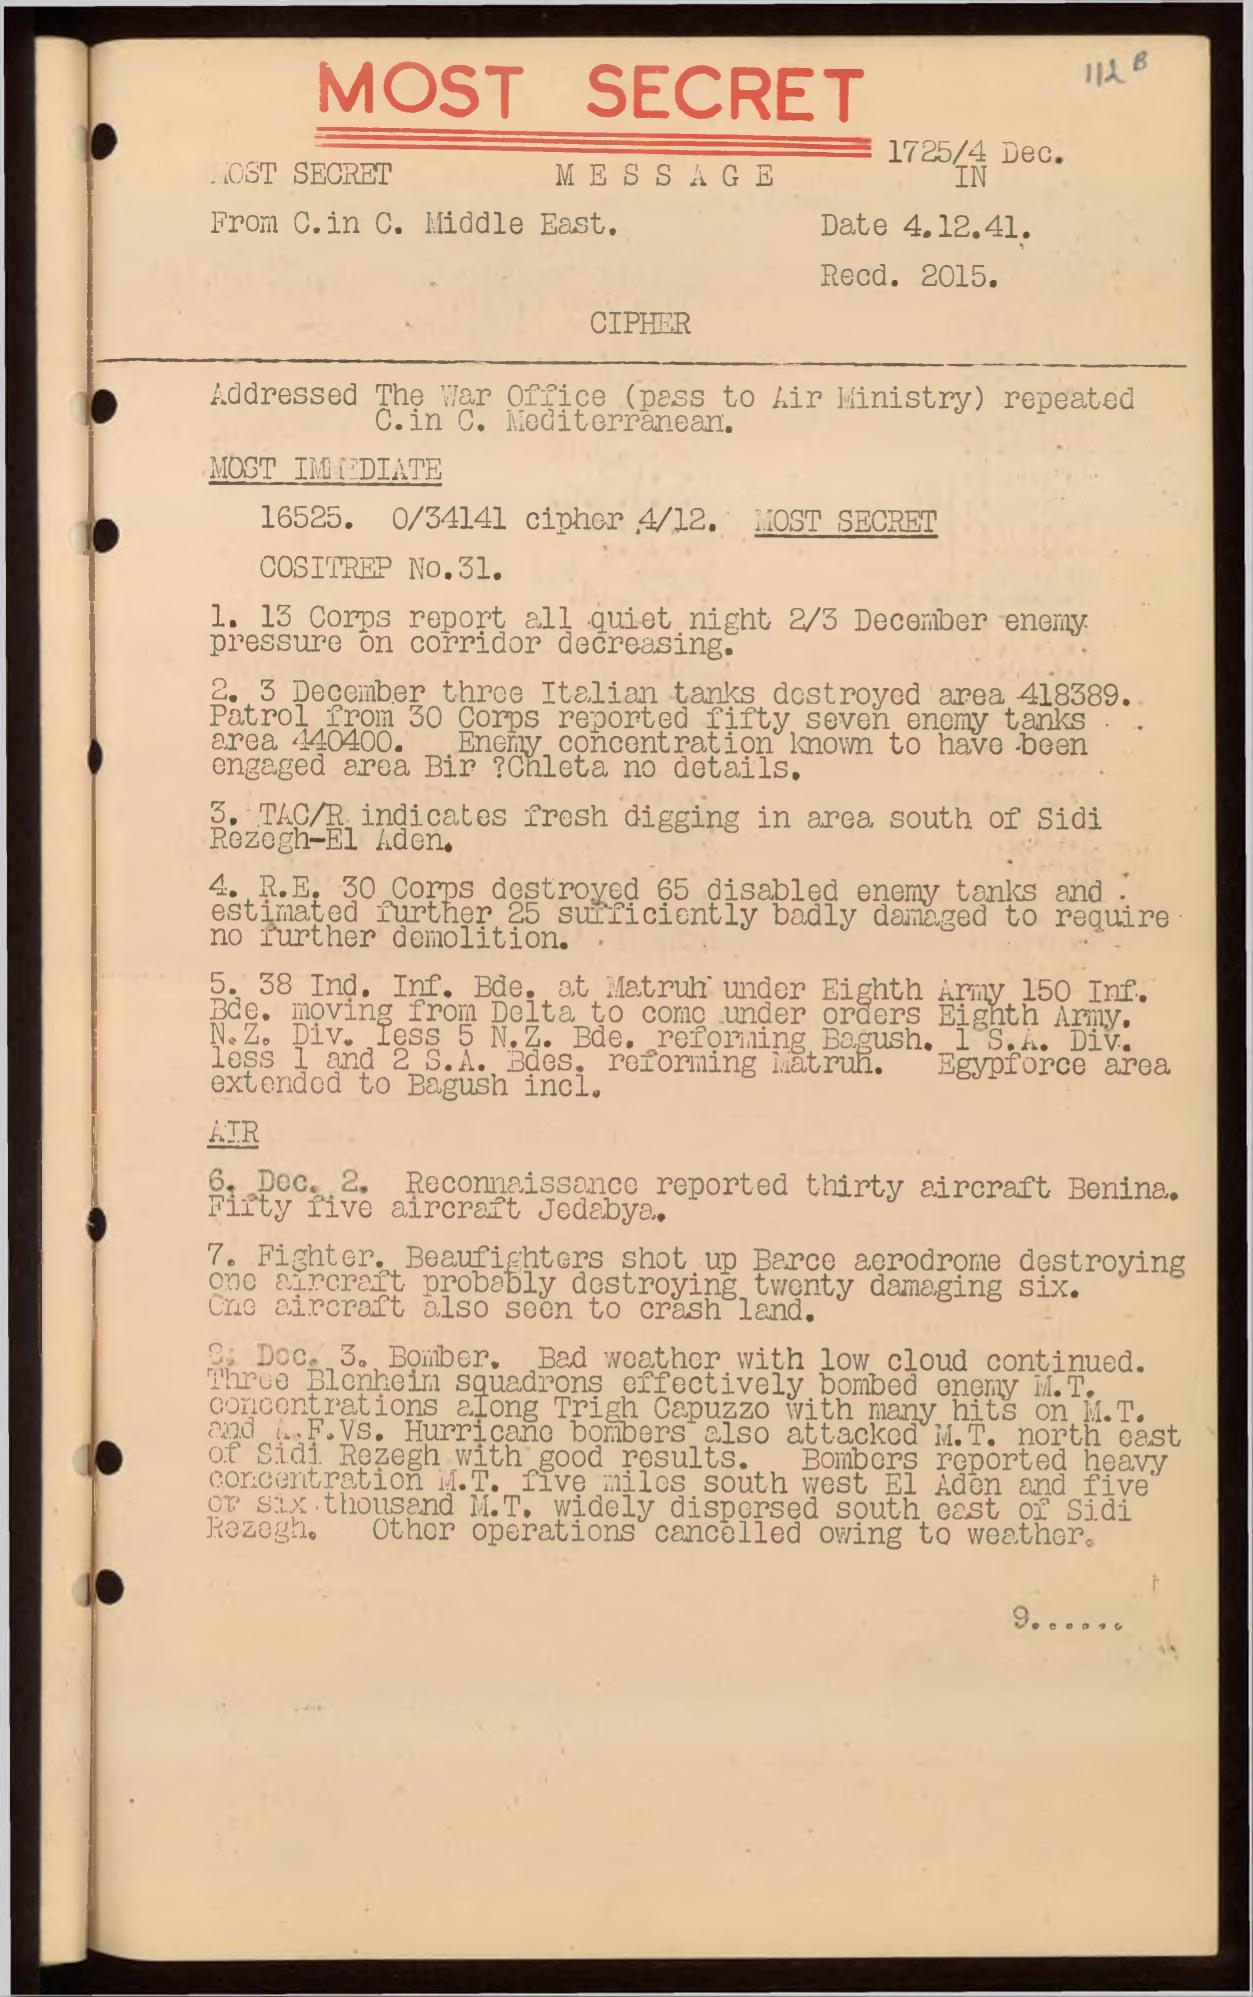 112 B
MOST SECRET
1725/4 Dec.
MOST SECRET MESSAGE IN
From C.in C. Middle East. Date 4.12.41.
Recd. 2015.
CIPHER
Addressed The War Office (pass to Air Ministry) repeated
C.in C. Mediterranean.
MOST IMMEDIATE
16525. O/34141 cipher 4/12. MOST SECRET
COSITREP No.31.
1. 13 Corps report all quiet night 2/3 December enemy
pressure on corridor decreasing.
2. 3 December three Italian tanks destroyed area 418389.
Patrol from 30 Corps reported fifty seven enemy tanks
area 440400. Enemy concentration known to have been
engaged area Bir ?Chleta no details.
3. TAC/R indicates fresh digging in area south of Sidi
Rezegh-El Aden.
4. R.E. 30 Corps destroyed 65 disabled enemy tanks and
estimated further 25 sufficiently badly damaged to require
no further demolition.
5. 38 Ind. Inf. Bde. at Matruh under Eighth Army 150 Inf.
Bde. moving from Delta to come under orders Eighth Army.
N.Z. Div. less 5 N.Z. Bde. reforming Bagush. 1 S.A. Div.
less 1 and 2 S.A. Bdes. reforming Matruh. Egypforce area
extended to Bagush incl.
AIR
6. Dec. 2. Reconnaissance reported thirty aircraft Benina.
Fifty five aircraft Jedabya.
7. Fighter. Beaufighters shot up Barce aerodrome destroying
one aircraft probably destroying twenty damaging six.
One aircraft also seen to crash land.
8. Dec. 3. Bomber. Bad weather with low cloud continued.
Three Blenheim squadrons effectively bombed enemy M.T.
concentrations along Trigh Capuzzo with many hits on M.T.
and A.F.Vs. Hurricane bombers also attacked M.T. north east
of Sidi Rezegh with good results. Bombers reported heavy
concentration M.T. five miles south west El Aden and five
or six thousand M.T. widely dispersed south east of Sidi
Rezegh. Other operations cancelled owing to weather.
9......